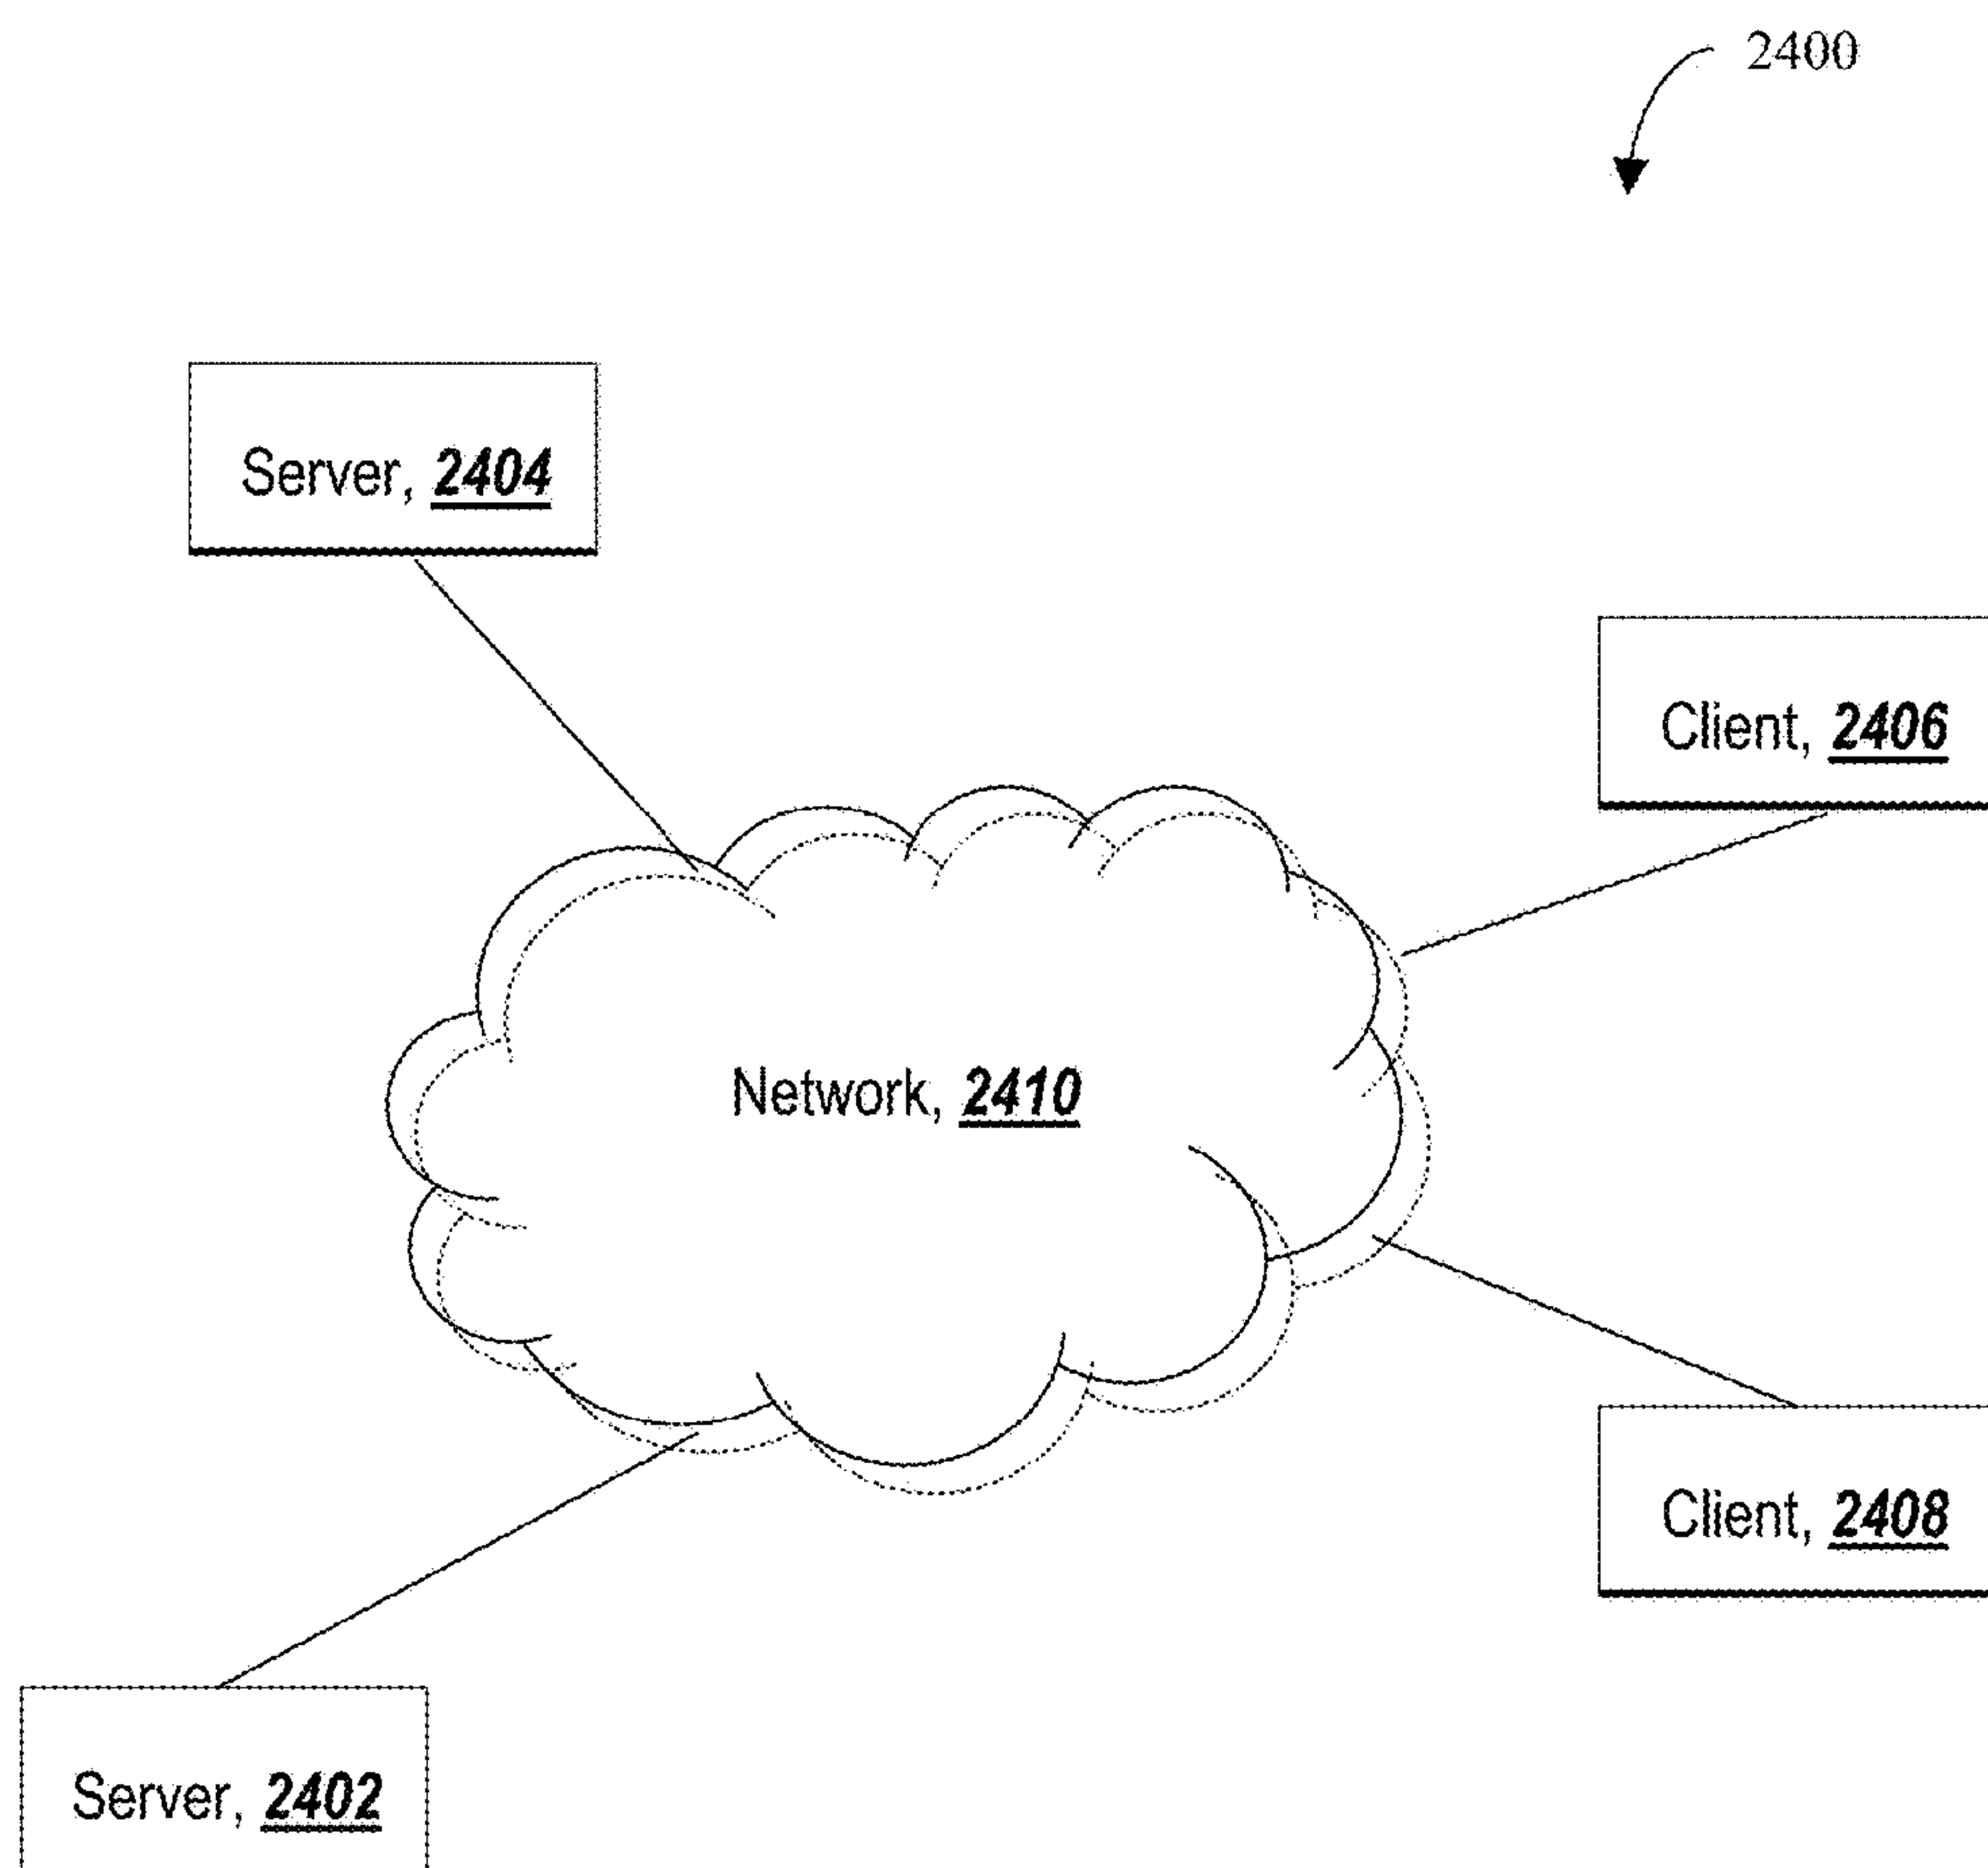 2400
Server, 2404
Client, 2406
Network, 2410
Client, 2408
Server, 2402